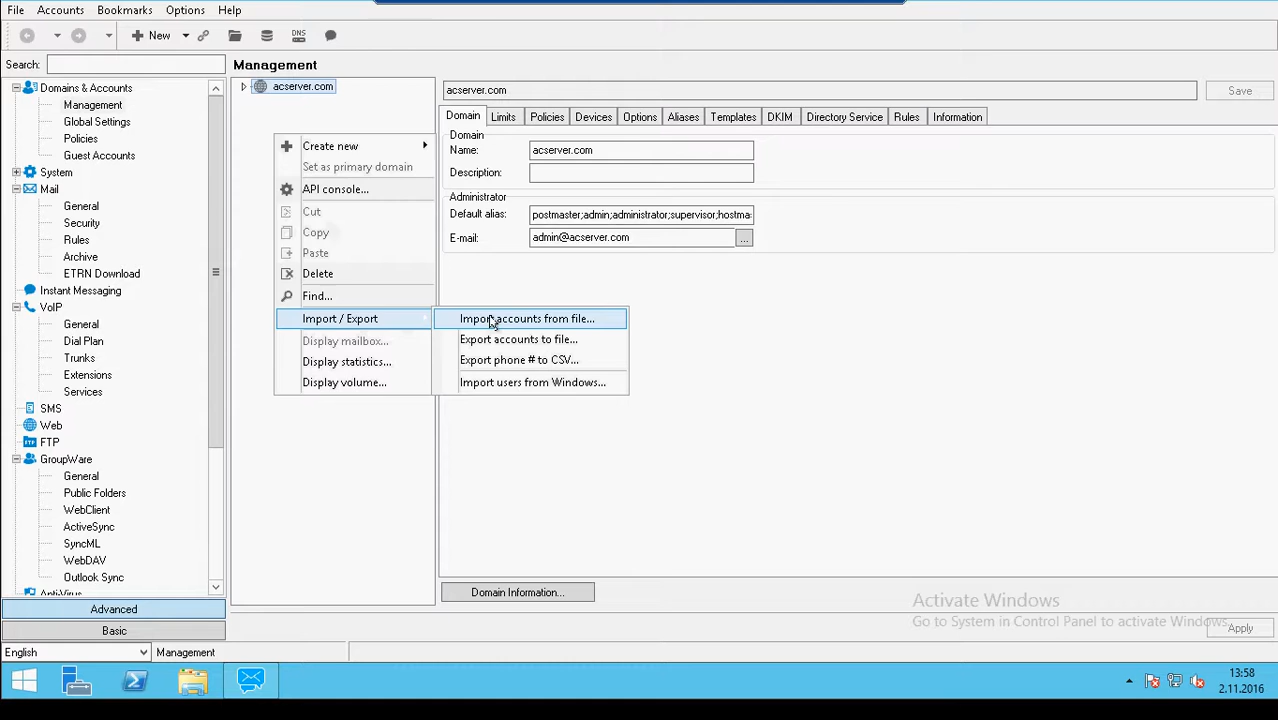 File Accounts Bookmarks Options Help
New DNS
Search:
Management
Domains & Accounts
Management
Global Settings
Policies
Guest Accounts
System
Mail
General
Security
Rules
Archive
ETRN Download
Instant Messaging
VoIP
General
Dial Plan
Trunks
Extensions
Services
SMS
Web
FTP
GroupWare
General
Public Folders
WebClient
ActiveSync
SyncML
WebDAV
Outlook Sync
Anti-Virus
Advanced
Basic
English
Management
acserver.com
Create new
Set as primary domain
API console...
Cut
Copy
Paste
Delete
Find...
Import / Export
Display mailbox...
Display statistics...
Display volume...
Import accounts from file...
Export accounts to file...
Export phone # to CSV...
Import users from Windows...
acserver.com
Save
Domain Limits Policies Devices Options Aliases Templates DKIM Directory Service Rules Information
Domain
Name: acserver.com
Description:
Administrator
Default alias: postmaster;admin;administrator;supervisor;hostma
E-mail: admin@acserver.com ...
Domain Information...
Activate Windows
Go to System in Control Panel to activate Windows.
Apply
13:58
2.11.2016